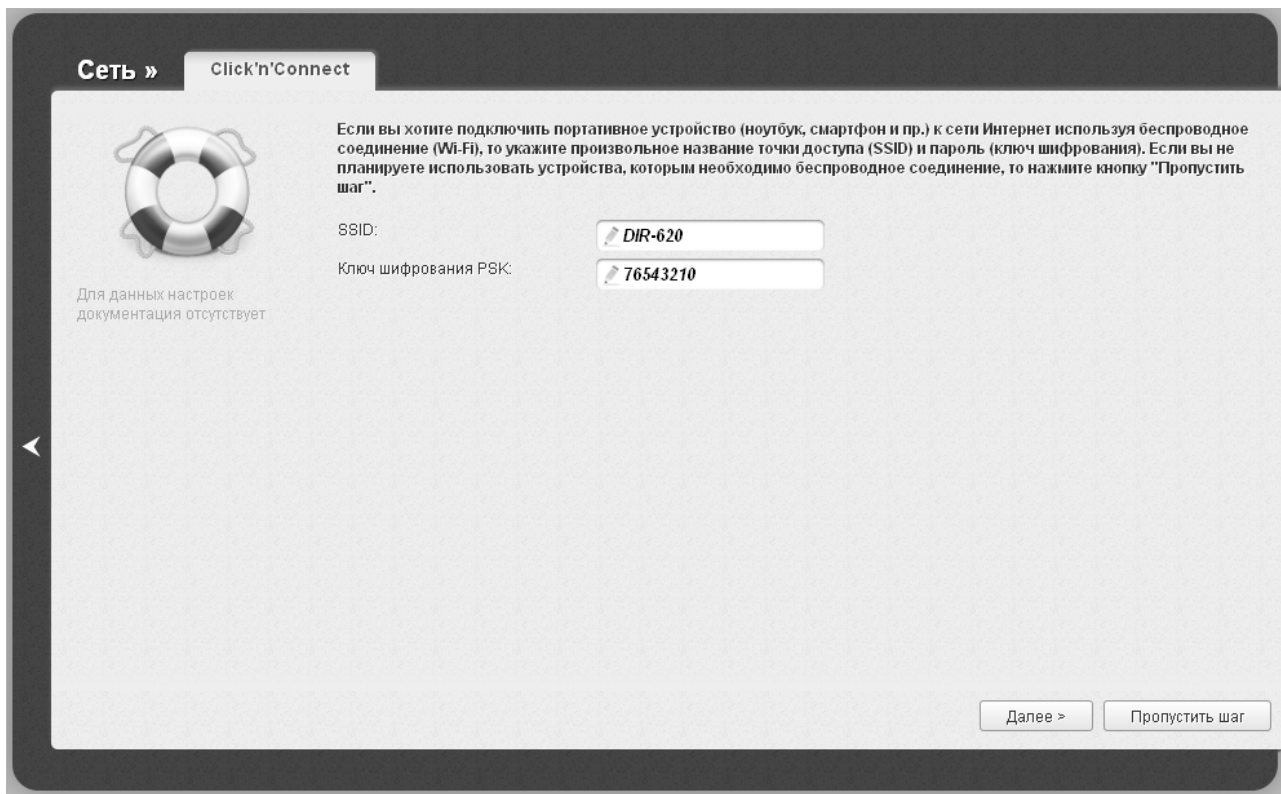 Сеть »
Click'n'Connect
Если вы хотите подключить портативное устройство (ноутбук, смартфон и пр.) к сети Интернет используя беспроводное
соединение (Wi-Fi), то укажите произвольное название точки доступа (SSID) и пароль (ключ шифрования). Если вы не
планируете использовать устройства, которым необходимо беспроводное соединение, то нажмите кнопку "Пропустить
шаг".
SSID:
DIR-620
Ключ шифрования PSK:
76543210
Для данных настроек
документация отсутствует
Далее >
Пропустить шаг